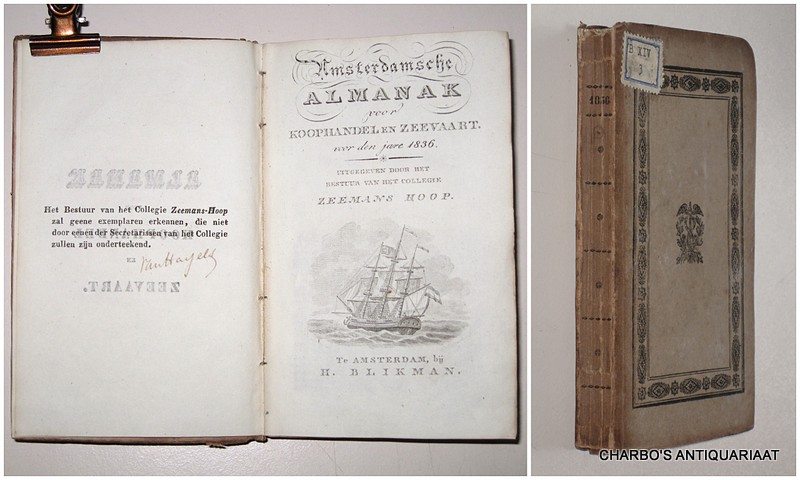 Het Bestuur van het Collegie Zeemans-Hoop
zal geene exemplaren erkennen, die niet
door eenen der Secretarissen van het Collegie
zullen zijn onderteekend.
Amsterdamsche
ALMANAK
voor
KOOPHANDEL EN ZEEVAART.
voor den jare 1836.
UITGEGEVEN DOOR HET
BESTUUR VAN HET COLLEGIE
ZEEMANS HOOP.
Te AMSTERDAM, bij
H. BLIKMAN.
B XIV
3
CHARBO'S ANTIQUARIAAT